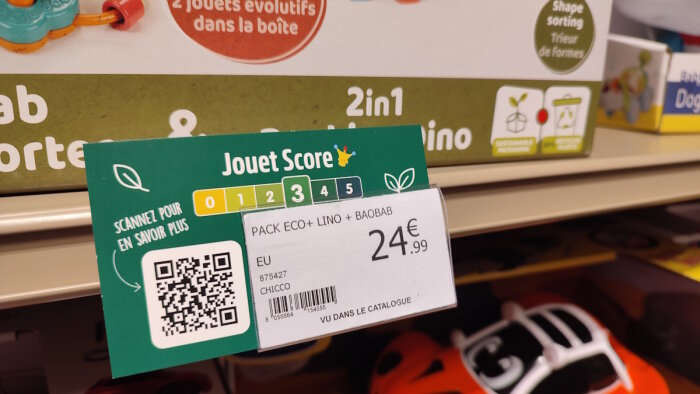 2 jouets évolutifs
dans la boîte
Shape
sorting
Trieur
de formes
2in1
&
Jouet Score
0 1 2 3 4 5
SCANNEZ POUR
EN SAVOIR PLUS
PACK ECO+ LINO + BAOBAB
24€.99
EU
875427
CHICCO
VU DANS LE CATALOGUE